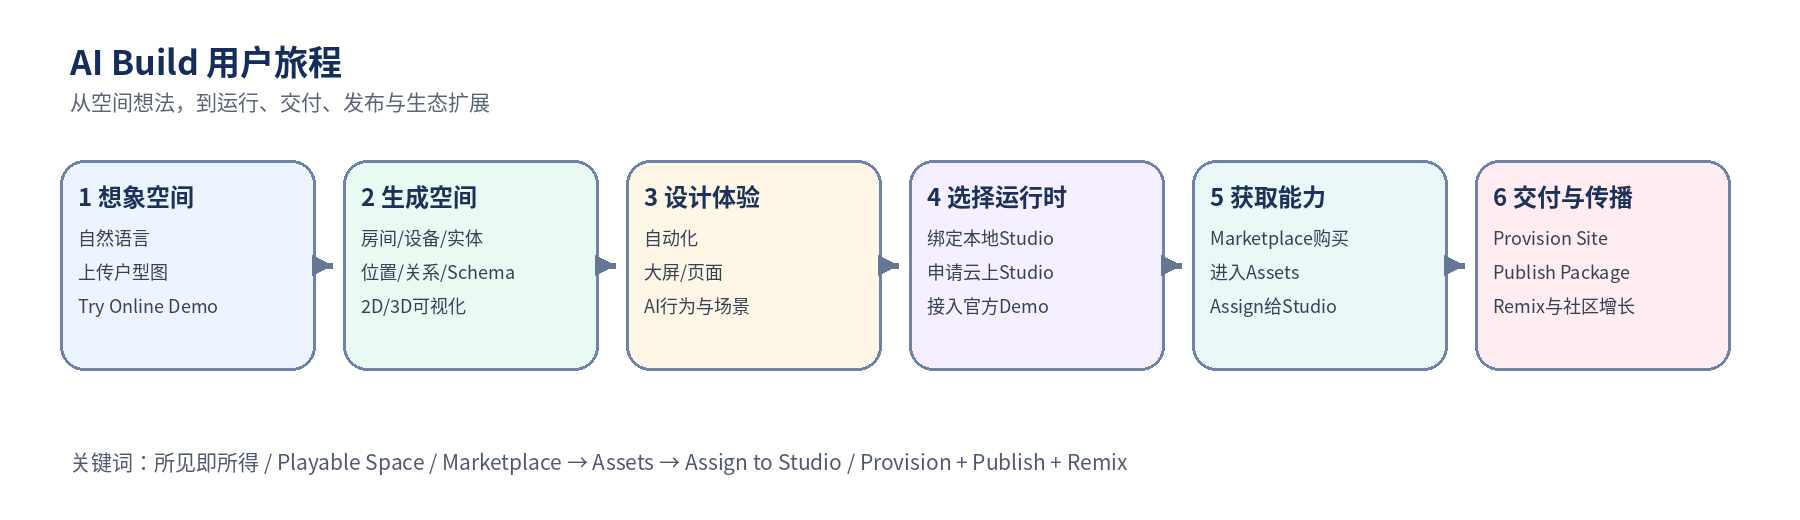 AI Build 用户旅程
从空间想法，到运行、交付、发布与生态扩展
1 想象空间
自然语言
上传户型图
Try Online Demo
2 生成空间
房间/设备/实体
位置/关系/Schema
2D/3D可视化
3 设计体验
自动化
大屏/页面
AI行为与场景
4 选择运行时
绑定本地Studio
申请云上Studio
接入官方Demo
5 获取能力
Marketplace购买
进入Assets
Assign给Studio
6 交付与传播
Provision Site
Publish Package
Remix与社区增长
关键词：所见即所得 / Playable Space / Marketplace → Assets → Assign to Studio / Provision + Publish + Remix